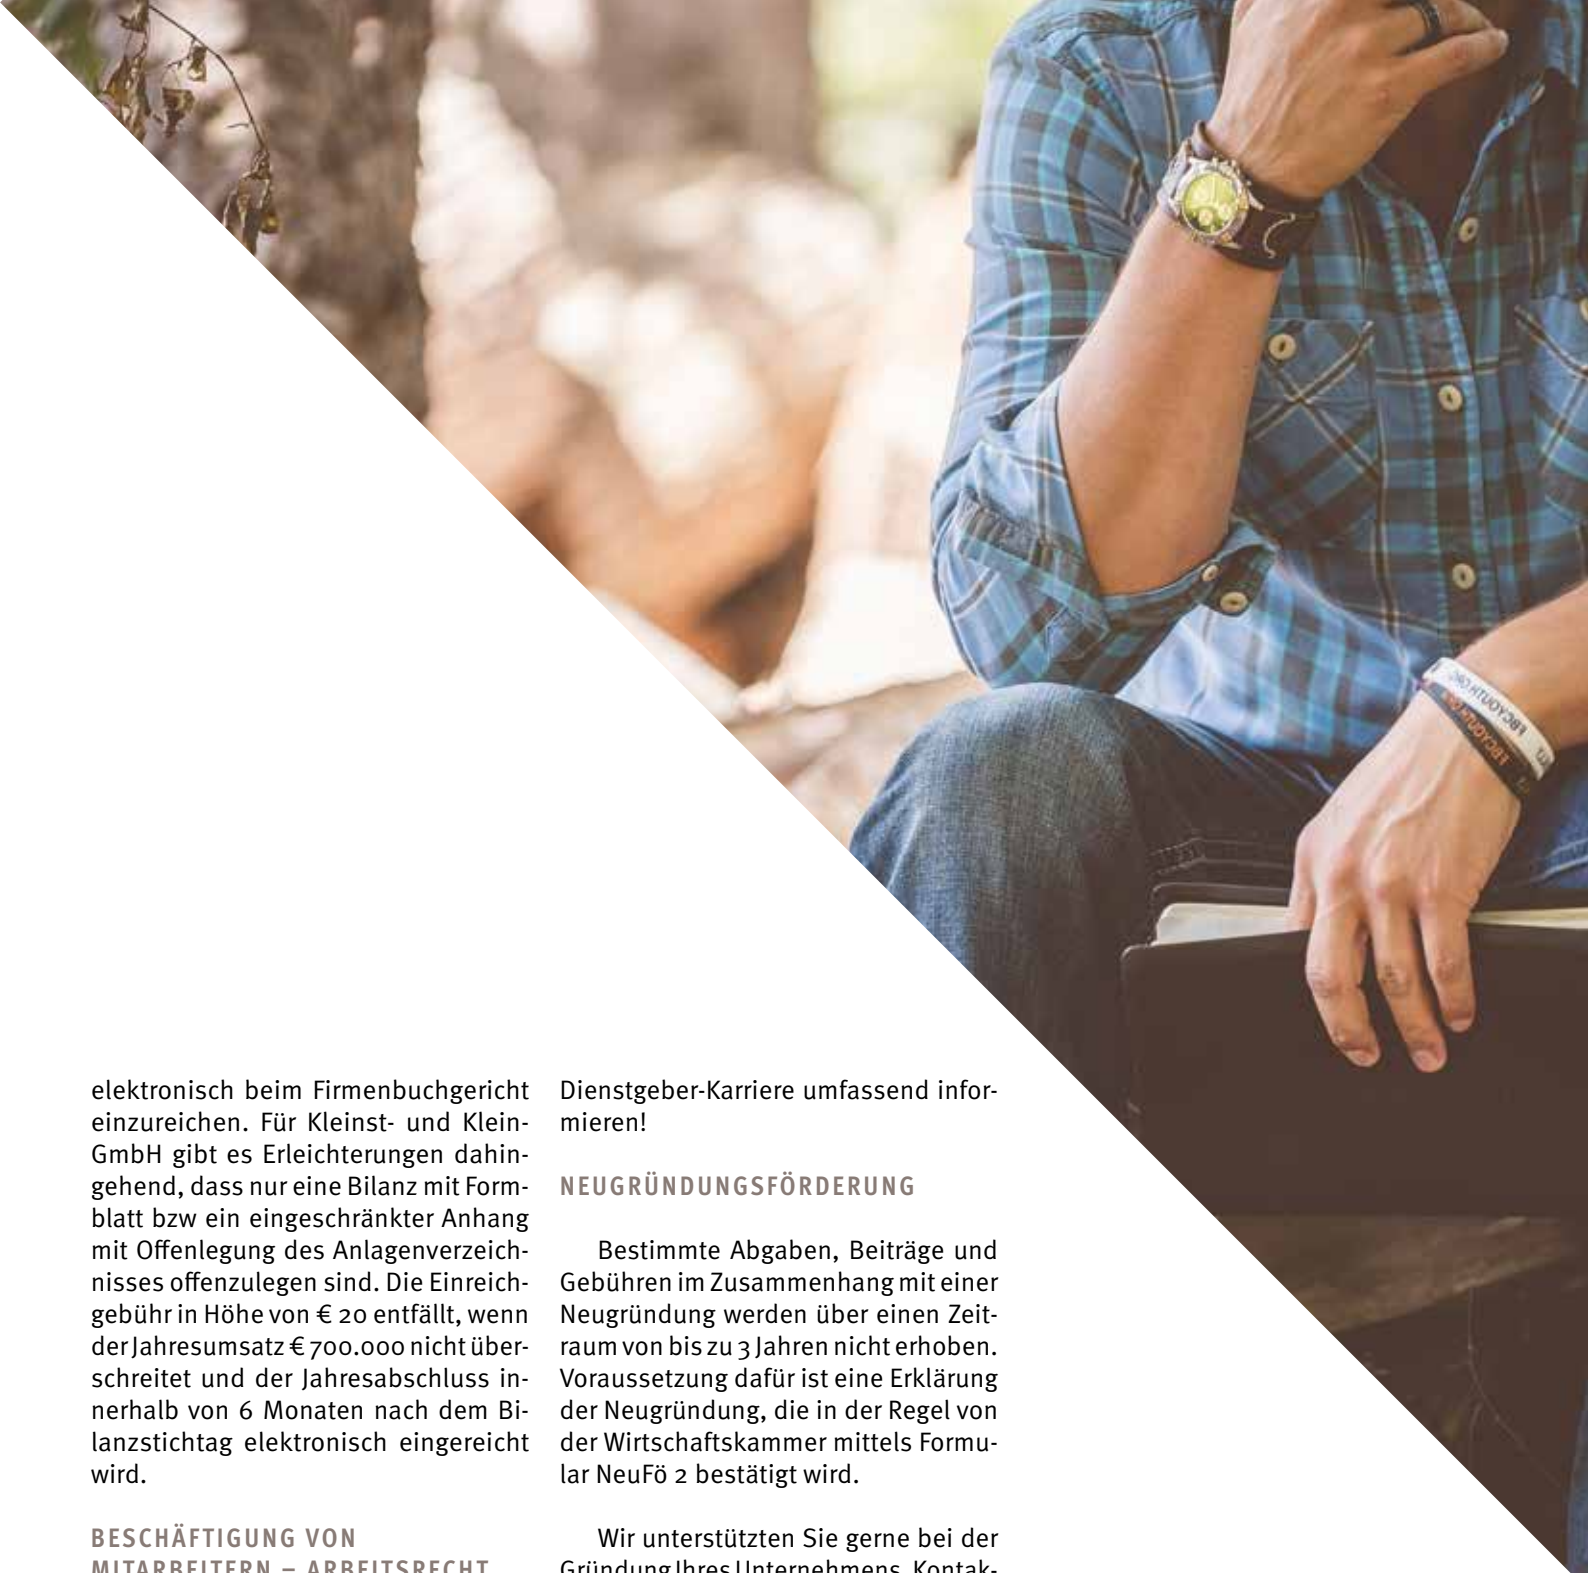 elektronisch beim Firmenbuchgericht
einzureichen. Für Kleinst- und Klein-
GmbH gibt es Erleichterungen dahin-
gehend, dass nur eine Bilanz mit Form-
blatt bzw ein eingeschränkter Anhang
mit Offenlegung des Anlagenverzeich-
nisses offenzulegen sind. Die Einreich-
gebühr in Höhe von € 20 entfällt, wenn
der Jahresumsatz € 700.000 nicht über-
schreitet und der Jahresabschluss in-
nerhalb von 6 Monaten nach dem Bi-
lanzstichtag elektronisch eingereicht
wird.
BESCHÄFTIGUNG VON
MITARBEITERN – ARBEITSRECHT
Dienstgeber-Karriere umfassend infor-
mieren!
NEUGRÜNDUNGSFÖRDERUNG
Bestimmte Abgaben, Beiträge und
Gebühren im Zusammenhang mit einer
Neugründung werden über einen Zeit-
raum von bis zu 3 Jahren nicht erhoben.
Voraussetzung dafür ist eine Erklärung
der Neugründung, die in der Regel von
der Wirtschaftskammer mittels Formu-
lar NeuFö 2 bestätigt wird.
Wir unterstützten Sie gerne bei der
Gründung Ihres Unternehmens. Kontak-